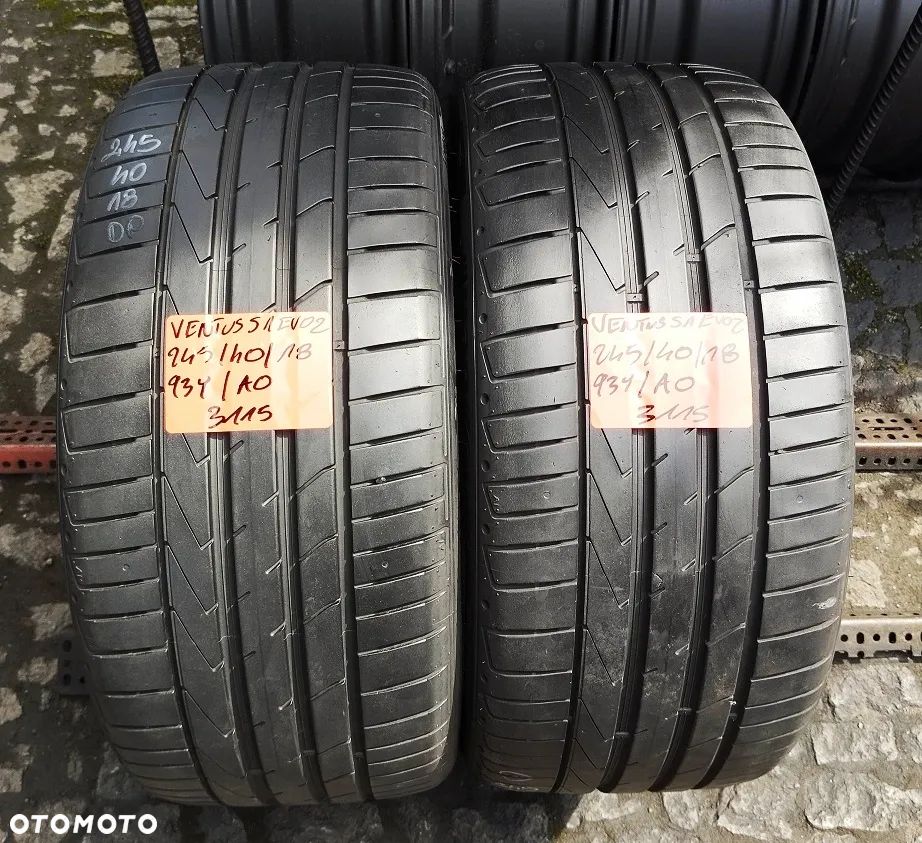 245
40
18
DO
VENTUS S1 EVO2
245/40/18
93Y/AO
3115
VENTUS S1 EVO2
245/40/18
93Y/AO
3115
OTOMOTO